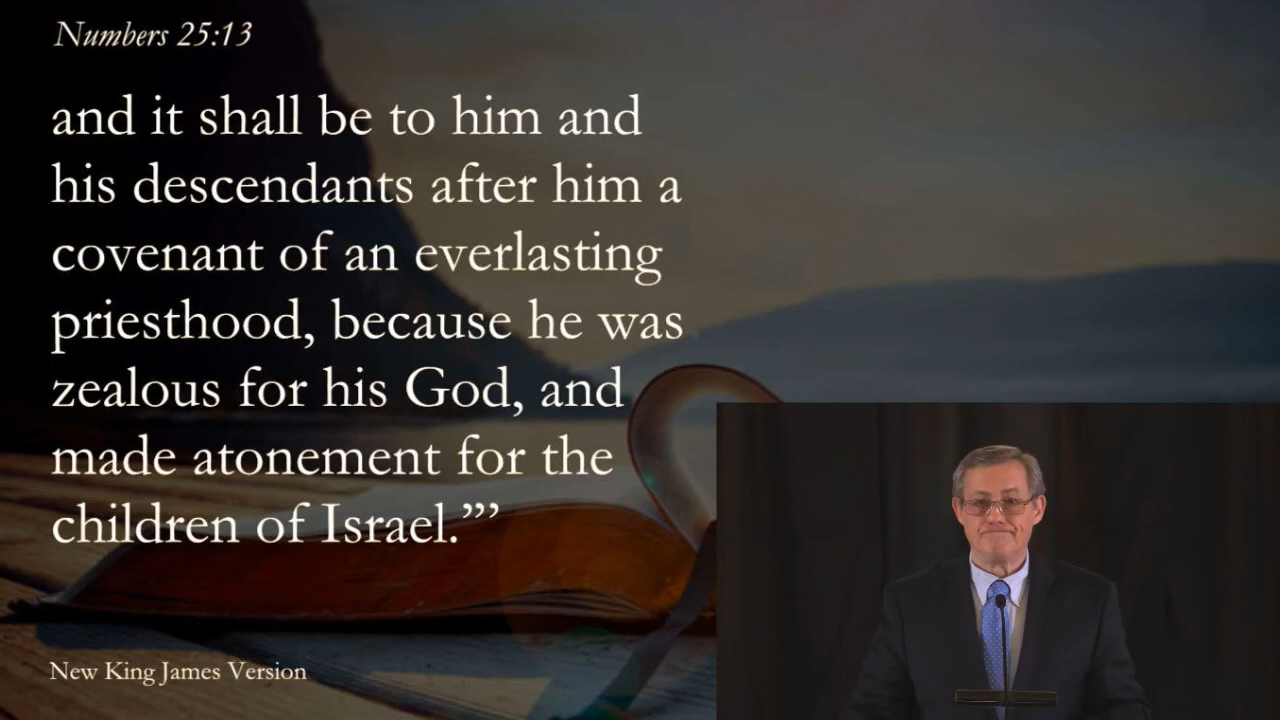 Numbers 25:13
and it shall be to him and
his descendants after him a
covenant of an everlasting
priesthood, because he was
zealous for his God, and
made atonement for the
children of Israel.”’
New King James Version